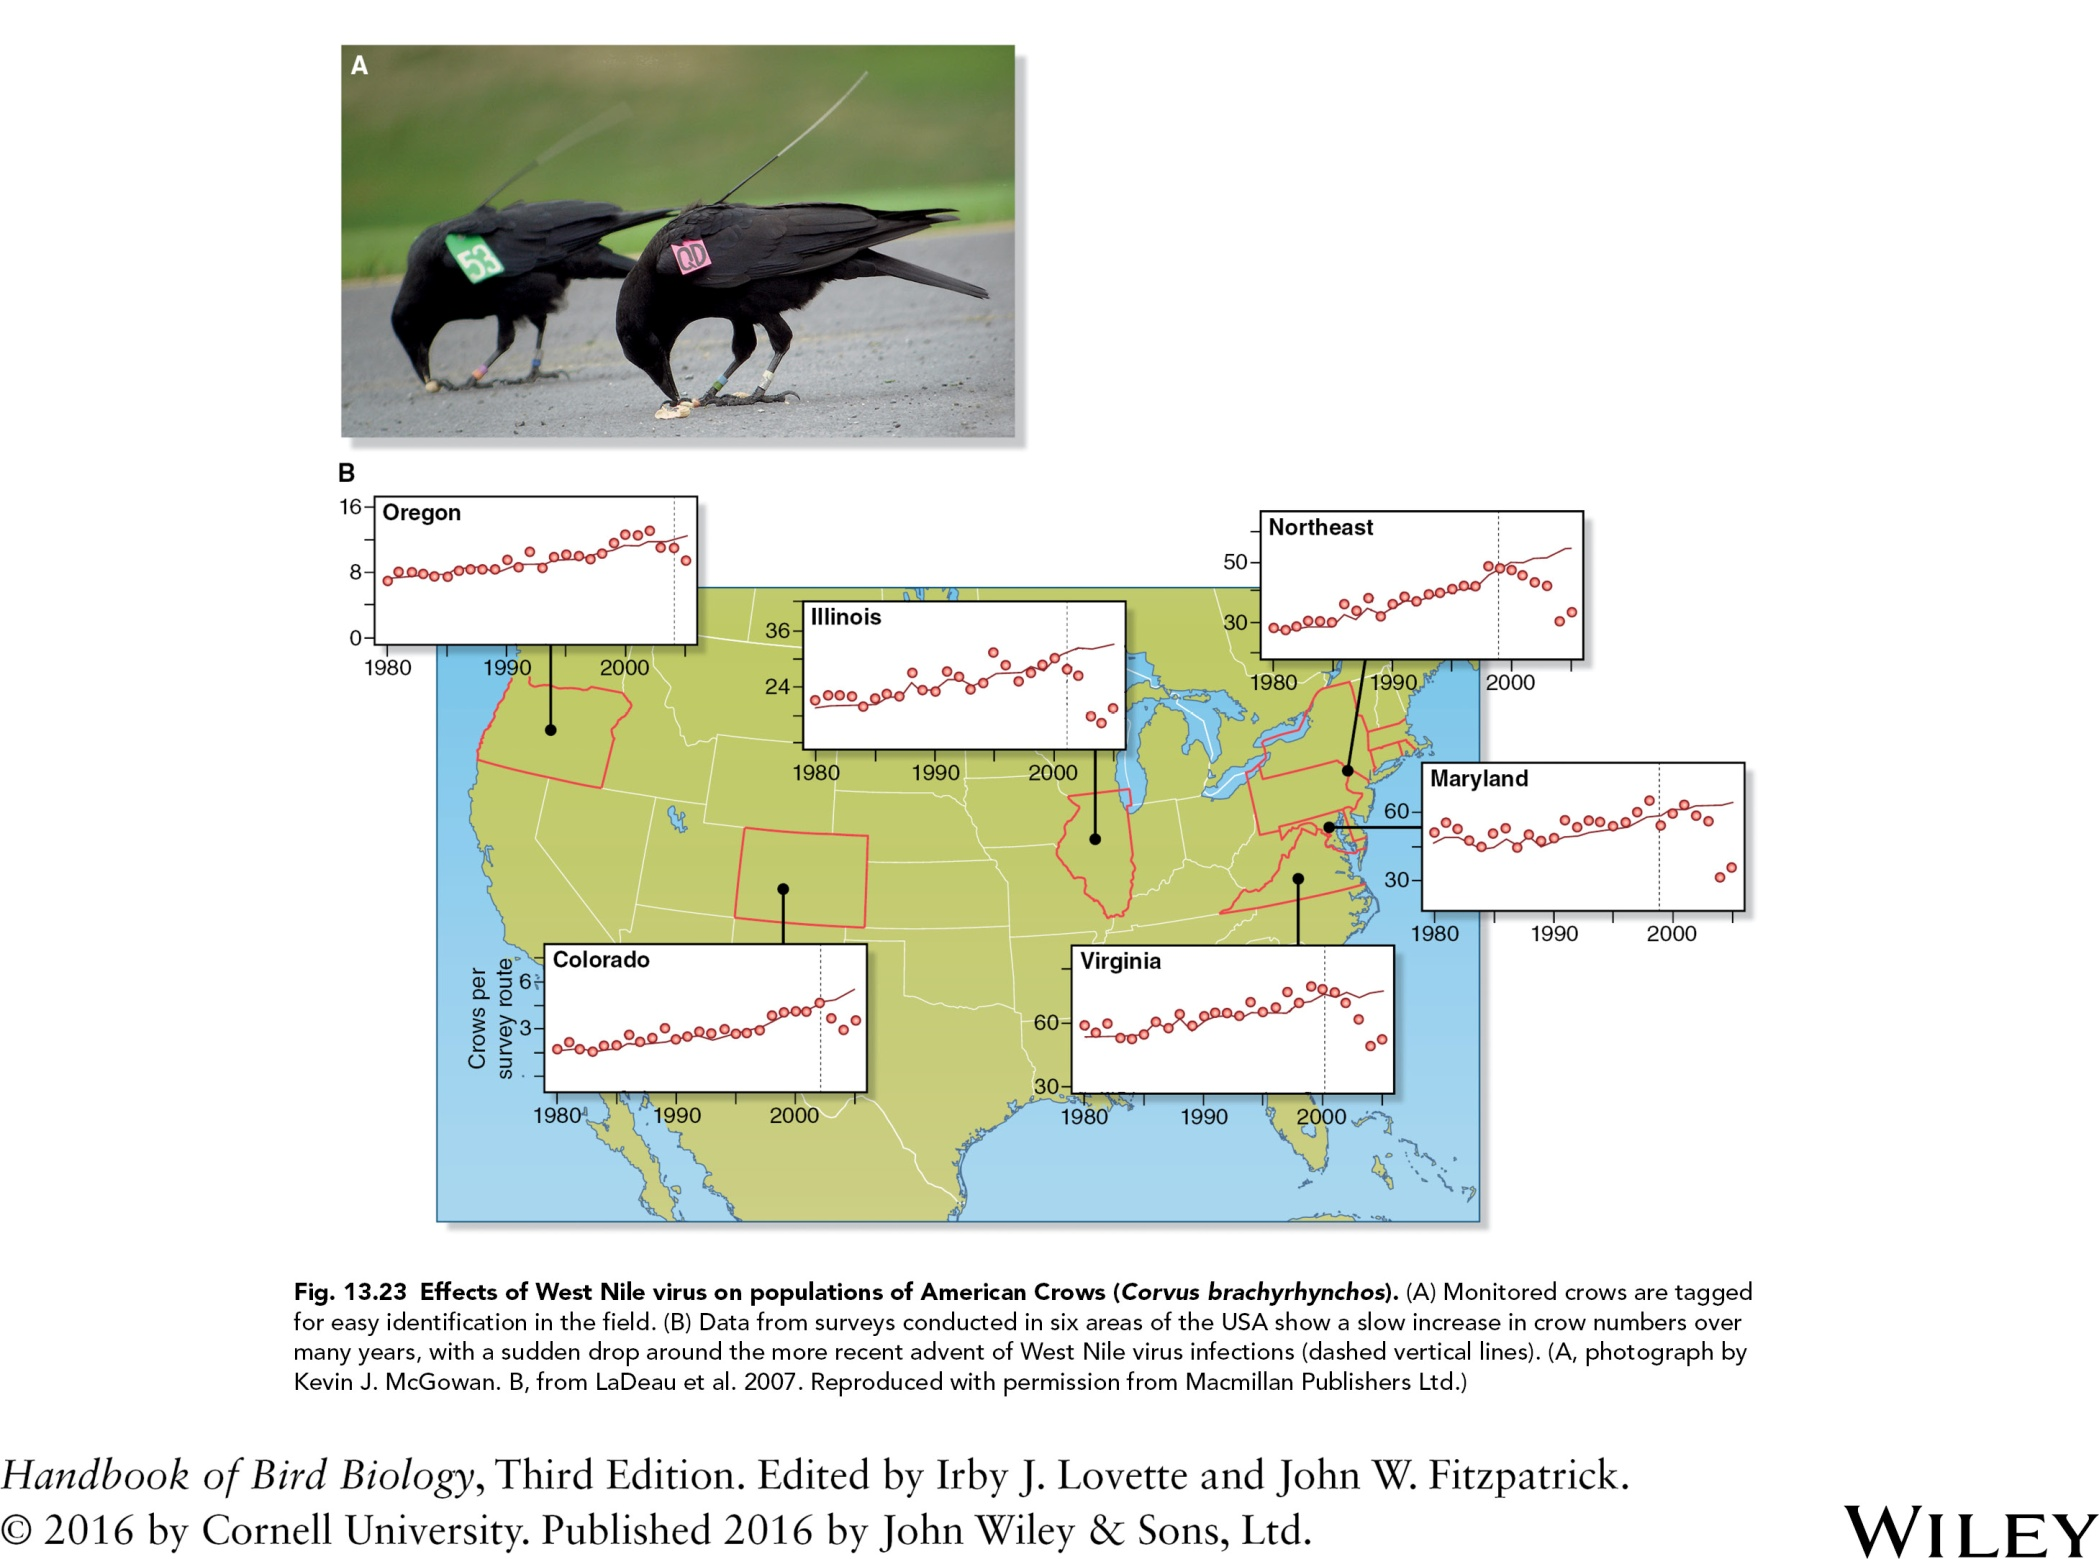 A
53
QD
B
Oregon
16
8
0
1980 1990 2000
Northeast
50
30
1980 1990 2000
Illinois
36
24
1980 1990 2000
Maryland
60
30
1980 1990 2000
Colorado
Crows per
survey route
6
3
1980 1990 2000
Virginia
60
30
1980 1990 2000
Fig. 13.23 Effects of West Nile virus on populations of American Crows (Corvus brachyrhynchos). (A) Monitored crows are tagged
for easy identification in the field. (B) Data from surveys conducted in six areas of the USA show a slow increase in crow numbers over
many years, with a sudden drop around the more recent advent of West Nile virus infections (dashed vertical lines). (A, photograph by
Kevin J. McGowan. B, from LaDeau et al. 2007. Reproduced with permission from Macmillan Publishers Ltd.)
Handbook of Bird Biology, Third Edition. Edited by Irby J. Lovette and John W. Fitzpatrick.
© 2016 by Cornell University. Published 2016 by John Wiley & Sons, Ltd.
WILEY